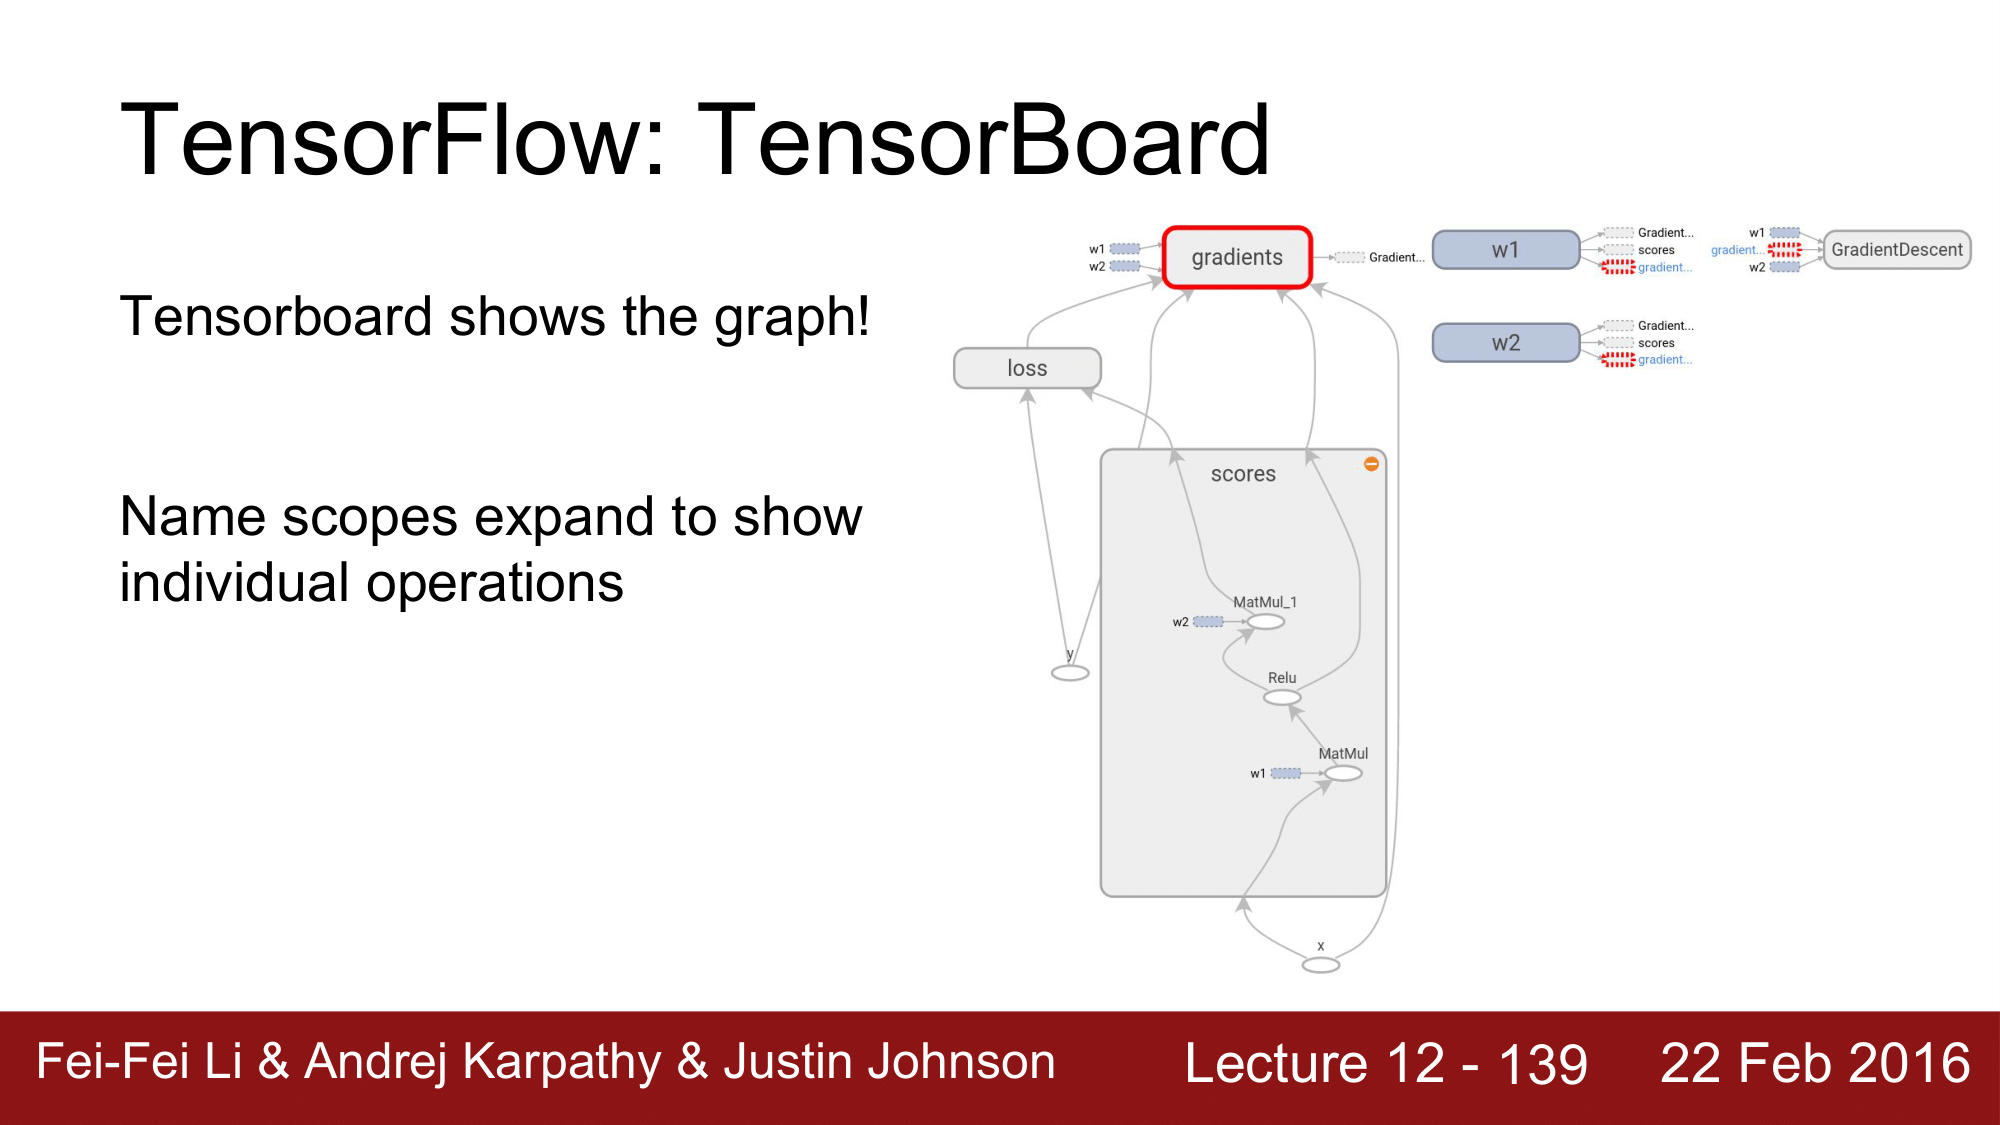 TensorFlow: TensorBoard
Tensorboard shows the graph!
Name scopes expand to show
individual operations
w1
w2
gradients
Gradient...
w1
Gradient...
scores
gradient...
w1
gradient...
w2
GradientDescent
w2
Gradient...
scores
gradient...
loss
scores
MatMul_1
w2
y
Relu
MatMul
w1
x
Fei-Fei Li & Andrej Karpathy & Justin Johnson
Lecture 12 - 139
22 Feb 2016